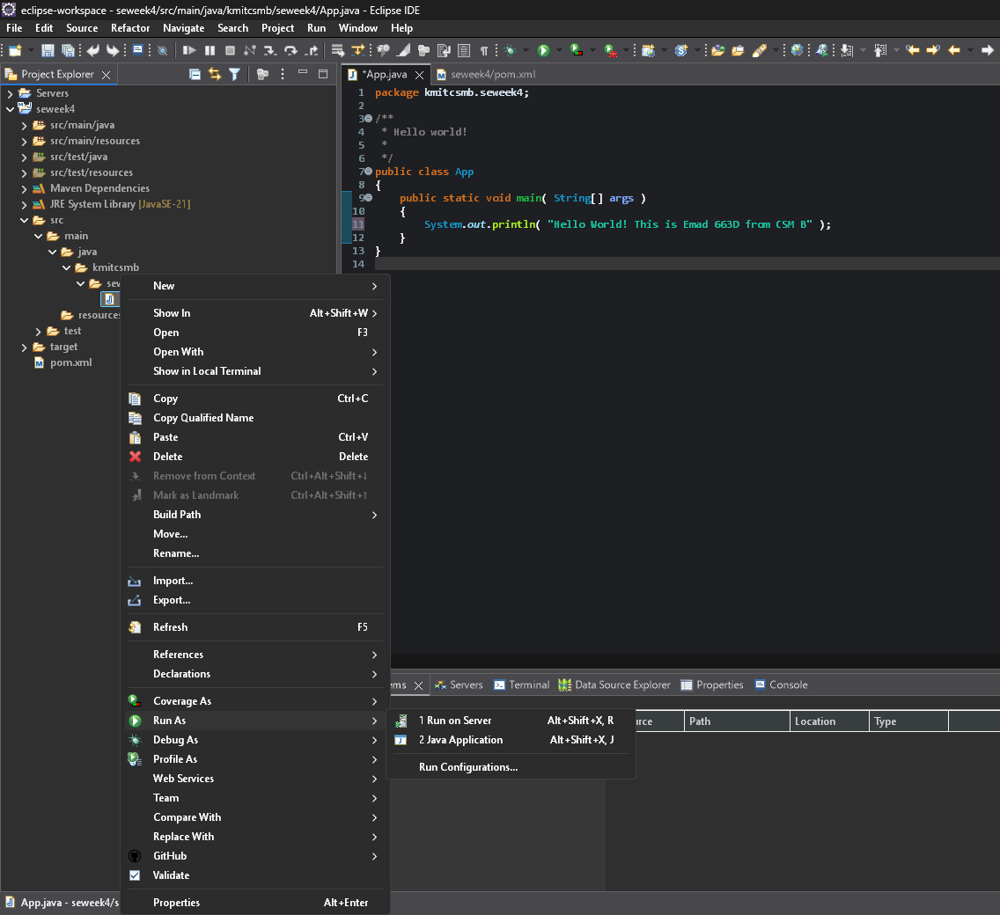 eclipse-workspace - seweek4/src/main/java/kmitcsmb/seweek4/App.java - Eclipse IDE
File Edit Source Refactor Navigate Search Project Run Window Help
Project Explorer
Servers
seweek4
src/main/java
src/main/resources
src/test/java
src/test/resources
Maven Dependencies
JRE System Library [JavaSE-21]
src
main
java
kmitcsmb
resources
test
target
pom.xml
*App.java seweek4/pom.xml
1 package kmitcsmb.seweek4;
2
3 /**
4 * Hello world!
5 *
6 */
7 public class App
8 {
9 public static void main( String[] args )
10 {
11 System.out.println( "Hello World! This is Emad 663D from CSM B" );
12 }
13 }
14
New
Show In Alt+Shift+W
Open F3
Open With
Show in Local Terminal
Copy Ctrl+C
Copy Qualified Name
Paste Ctrl+V
Delete Delete
Remove from Context Ctrl+Alt+Shift+↓
Mark as Landmark Ctrl+Alt+Shift+↑
Build Path
Move...
Rename...
Import...
Export...
Refresh F5
References
Declarations
Coverage As
Run As
Debug As
Profile As
Web Services
Team
Compare With
Replace With
GitHub
Validate
Properties Alt+Enter
1 Run on Server Alt+Shift+X, R
2 Java Application Alt+Shift+X, J
Run Configurations...
Servers Terminal Data Source Explorer Properties Console
Path Location Type
App.java - seweek4/s